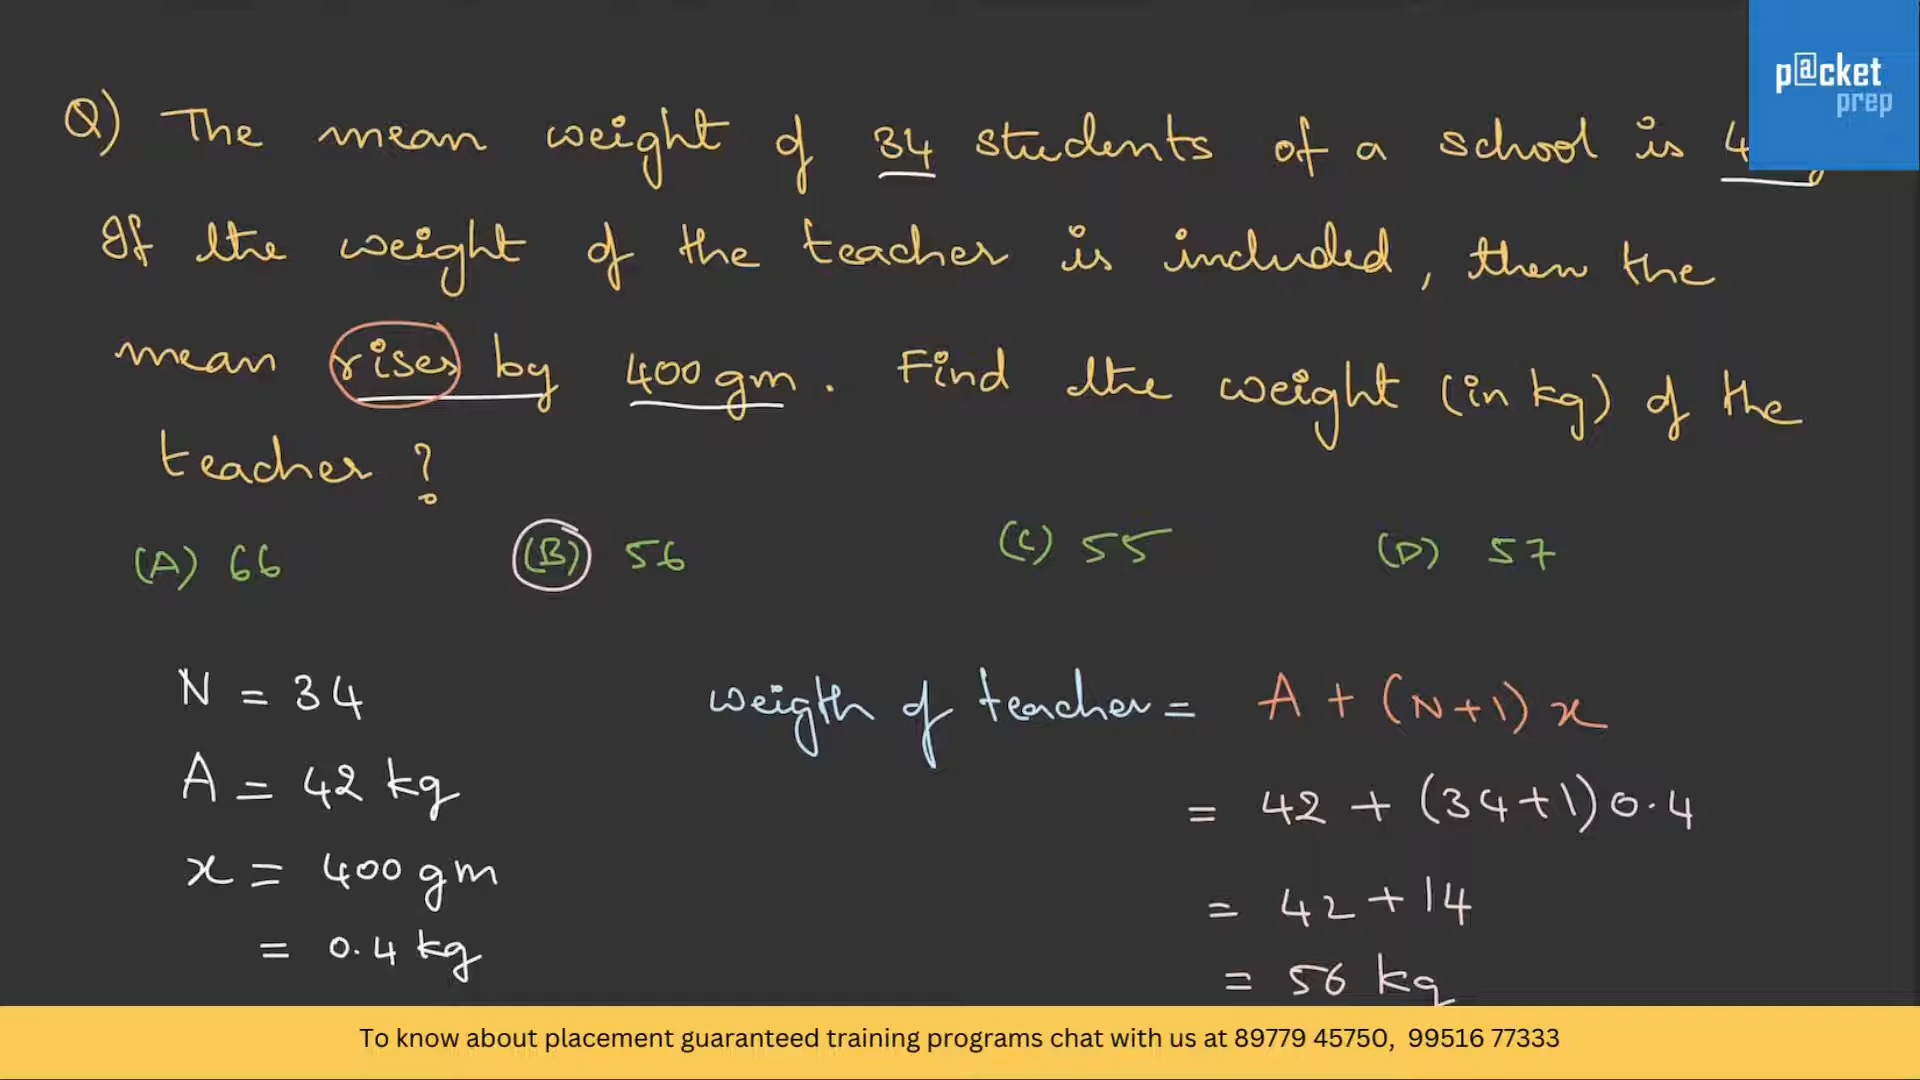 p@cket
prep
Q) The mean weight of 34 students of a school is 4
If the weight of the teacher is included, then the
mean rises by 400 gm. Find the weight (in kg) of the
teacher ?
(A) 66 (B) 56 (C) 55 (D) 57
N = 34
A = 42 kg
x = 400 gm
= 0.4 kg
weigth of teacher = A + (N+1) x
= 42 + (34+1) 0.4
= 42 + 14
= 56 kg
To know about placement guaranteed training programs chat with us at 89779 45750, 99516 77333